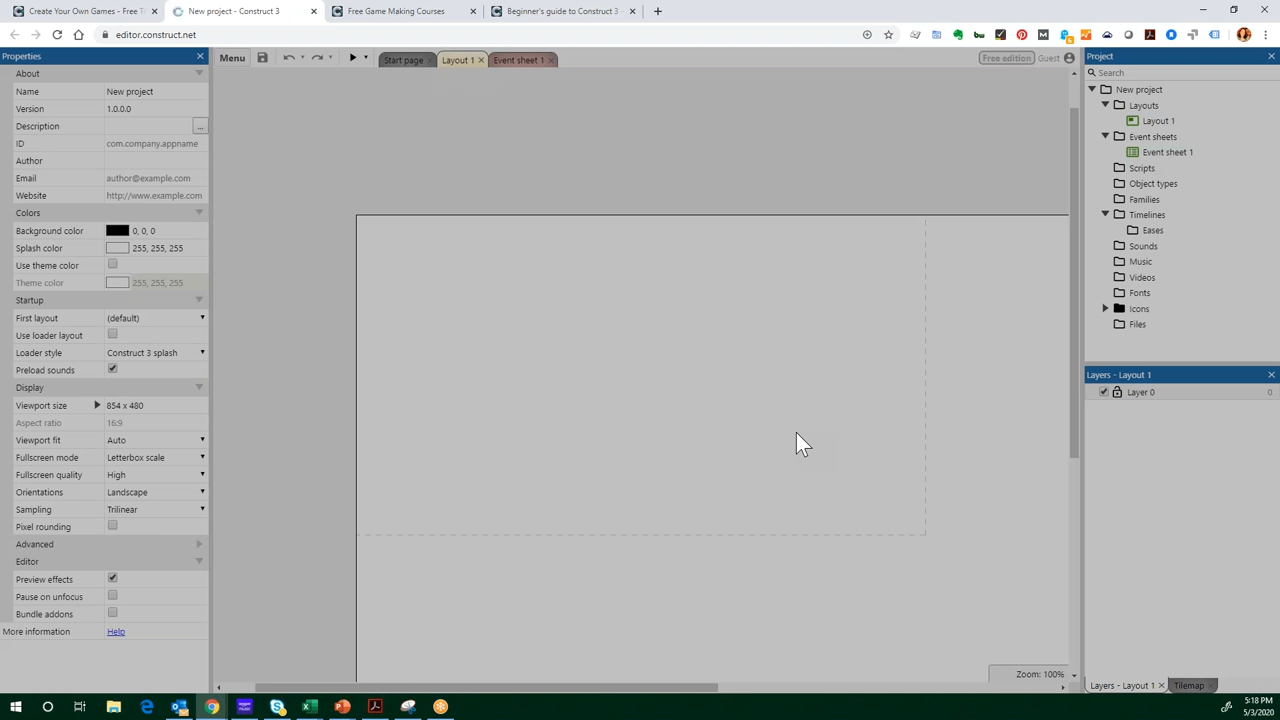 Create Your Own Games - Free T
New project - Construct 3
Free Game Making Courses
Beginner's guide to Construct 3 -
editor.construct.net
Properties
Menu
Start page
Layout 1
Event sheet 1
Free edition
Guest
Project
About
Name New project
Version 1.0.0.0
Description ...
ID com.company.appname
Author
Email author@example.com
Website http://www.example.com
Colors
Background color 0, 0, 0
Splash color 255, 255, 255
Use theme color
Theme color 255, 255, 255
Startup
First layout (default)
Use loader layout
Loader style Construct 3 splash
Preload sounds
Display
Viewport size 854 x 480
Aspect ratio 16:9
Viewport fit Auto
Fullscreen mode Letterbox scale
Fullscreen quality High
Orientations Landscape
Sampling Trilinear
Pixel rounding
Advanced
Editor
Preview effects
Pause on unfocus
Bundle addons
More information Help
Zoom: 100%
Search
New project
Layouts
Layout 1
Event sheets
Event sheet 1
Scripts
Object types
Families
Timelines
Eases
Sounds
Music
Videos
Fonts
Icons
Files
Layers - Layout 1
Layer 0 0
Layers - Layout 1
Tilemap
5:18 PM
5/3/2020